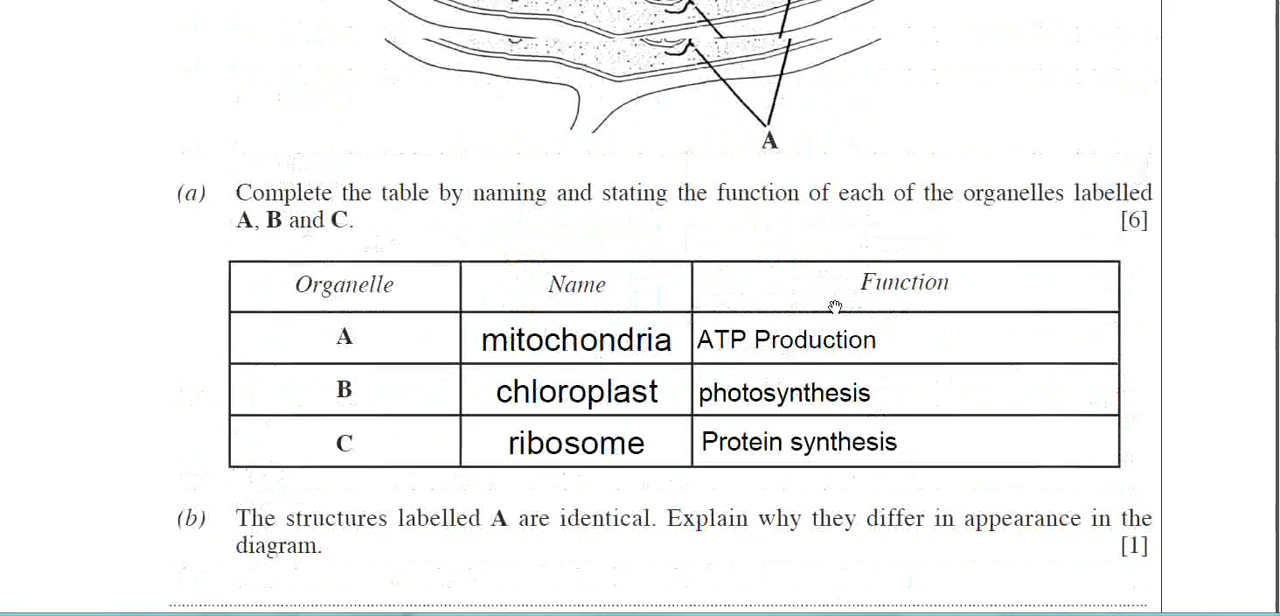 A
(a) Complete the table by naming and stating the function of each of the organelles labelled
A, B and C. [6]
Organelle Name Function
A mitochondria ATP Production
B chloroplast photosynthesis
C ribosome Protein synthesis
(b) The structures labelled A are identical. Explain why they differ in appearance in the
diagram. [1]